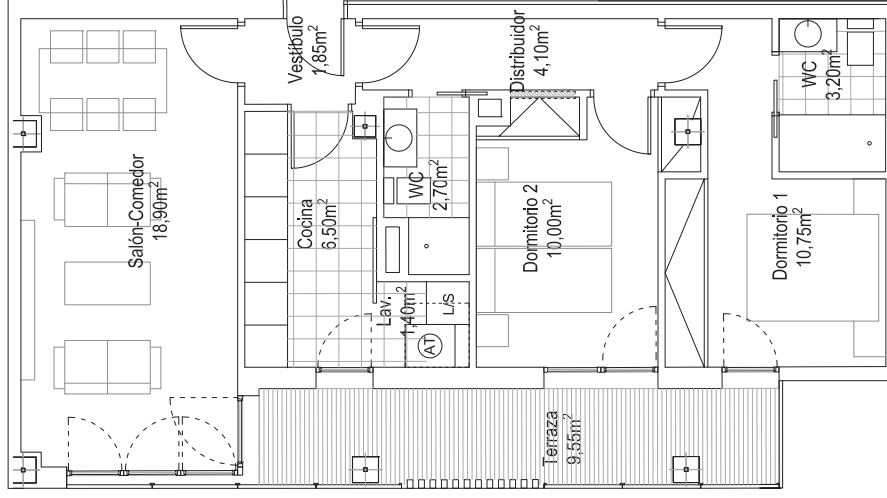 Salón-Comedor
18,90m²
Vestíbulo
1,85m²
Cocina
6,50m²
Lav.
1,40m²
WC
2,70m²
L/S
AT
Distribuidor
4,10m²
Dormitorio 2
10,00m²
Terraza
9,55m²
Dormitorio 1
10,75m²
WC
3,20m²